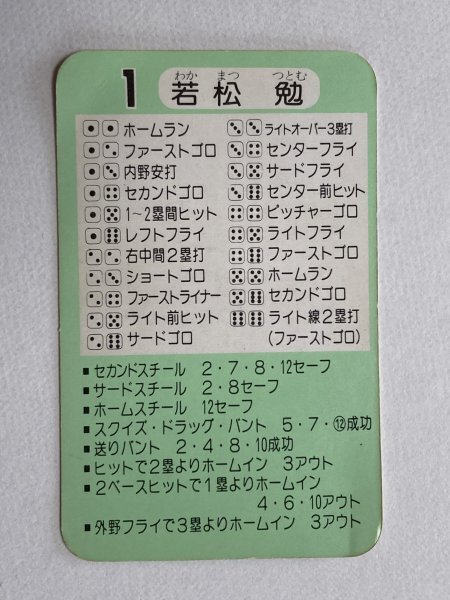 わか まつ つとむ
1 若松 勉
ホームラン
ファーストゴロ
内野安打
セカンドゴロ
1~2塁間ヒット
レフトフライ
右中間2塁打
ショートゴロ
ファーストライナー
ライト前ヒット
サードゴロ
ライトオーバー3塁打
センターフライ
サードフライ
センター前ヒット
ピッチャーゴロ
ライトフライ
ファーストゴロ
ホームラン
セカンドゴロ
ライト線2塁打
(ファーストゴロ)
■セカンドスチール 2・7・8・12セーフ
■サードスチール 2・8セーフ
■ホームスチール 12セーフ
■スクイズ・ドラッグ・バント 5・7・⑫成功
■送りバント 2・4・8・10成功
■ヒットで2塁よりホームイン 3アウト
■2ベースヒットで1塁よりホームイン
4・6・10アウト
■外野フライで3塁よりホームイン 3アウト